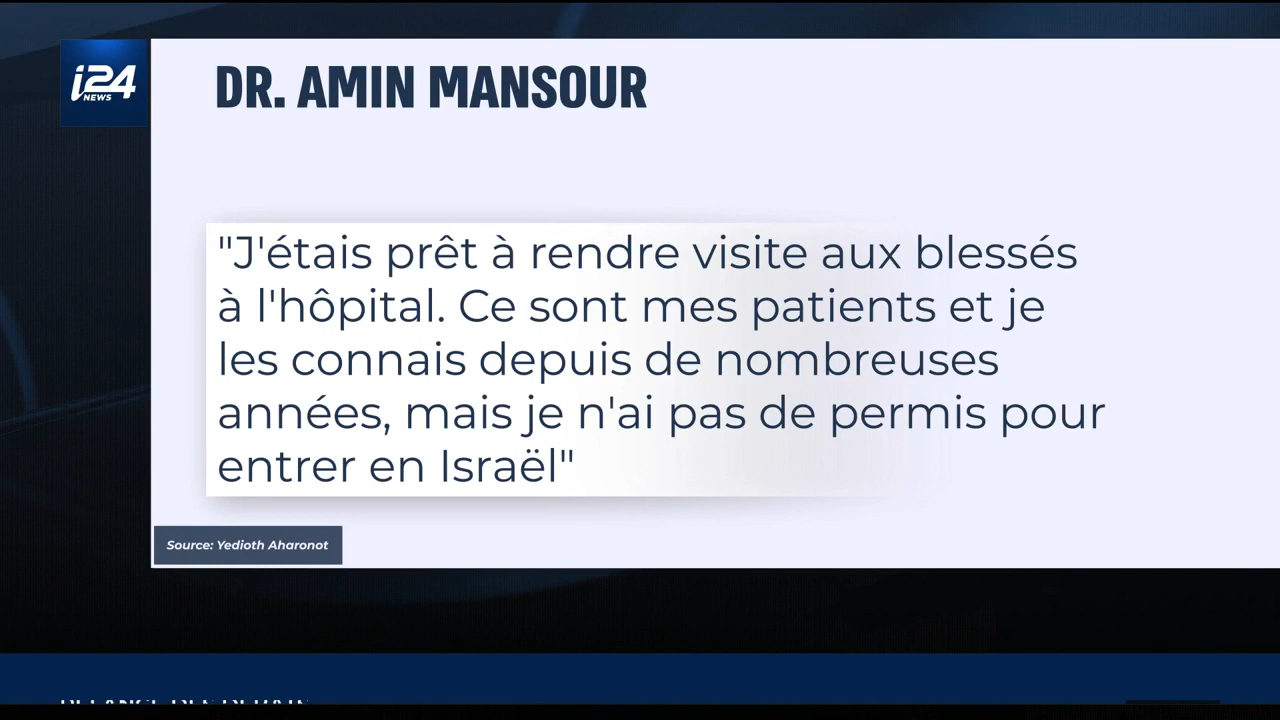 i24
NEWS
DR. AMIN MANSOUR
"J'étais prêt à rendre visite aux blessés
à l'hôpital. Ce sont mes patients et je
les connais depuis de nombreuses
années, mais je n'ai pas de permis pour
entrer en Israël"
Source: Yedioth Aharonot